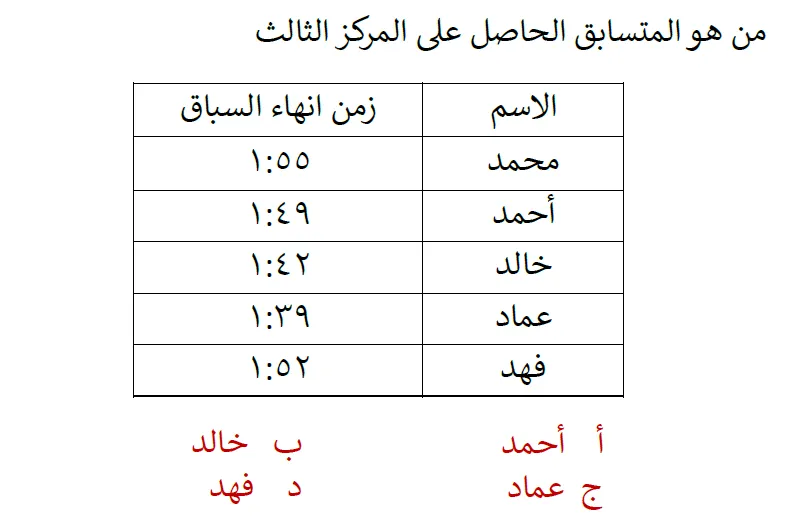 من هو المتسابق الحاصل على المركز الثالث
الاسم زمن انهاء السباق
محمد ١:٥٥
أحمد ١:٤٩
خالد ١:٤٢
عماد ١:٣٩
فهد ١:٥٢
أ أحمد ب خالد
ج عماد د فهد